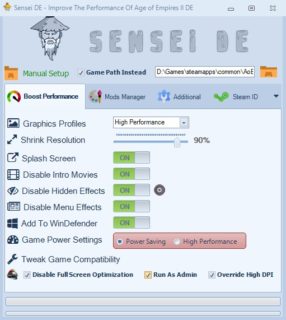 Sensei DE - Improve The Performance Of Age of Empires II DE
SENSEI DE
Manual Setup
Game Path Instead
D:\Games\steamapps\common\AoE
Boost Performance
Mods Manager
Additional
Steam ID
Graphics Profiles
High Performance
Shrink Resolution
90%
Splash Screen
ON
Disable Intro Movies
ON
Disable Hidden Effects
ON
Disable Menu Effects
ON
Add To WinDefender
ON
Game Power Settings
Power Saving
High Performance
Tweak Game Compatibility
Disable Full Screen Optimization
Run As Admin
Override High DPI